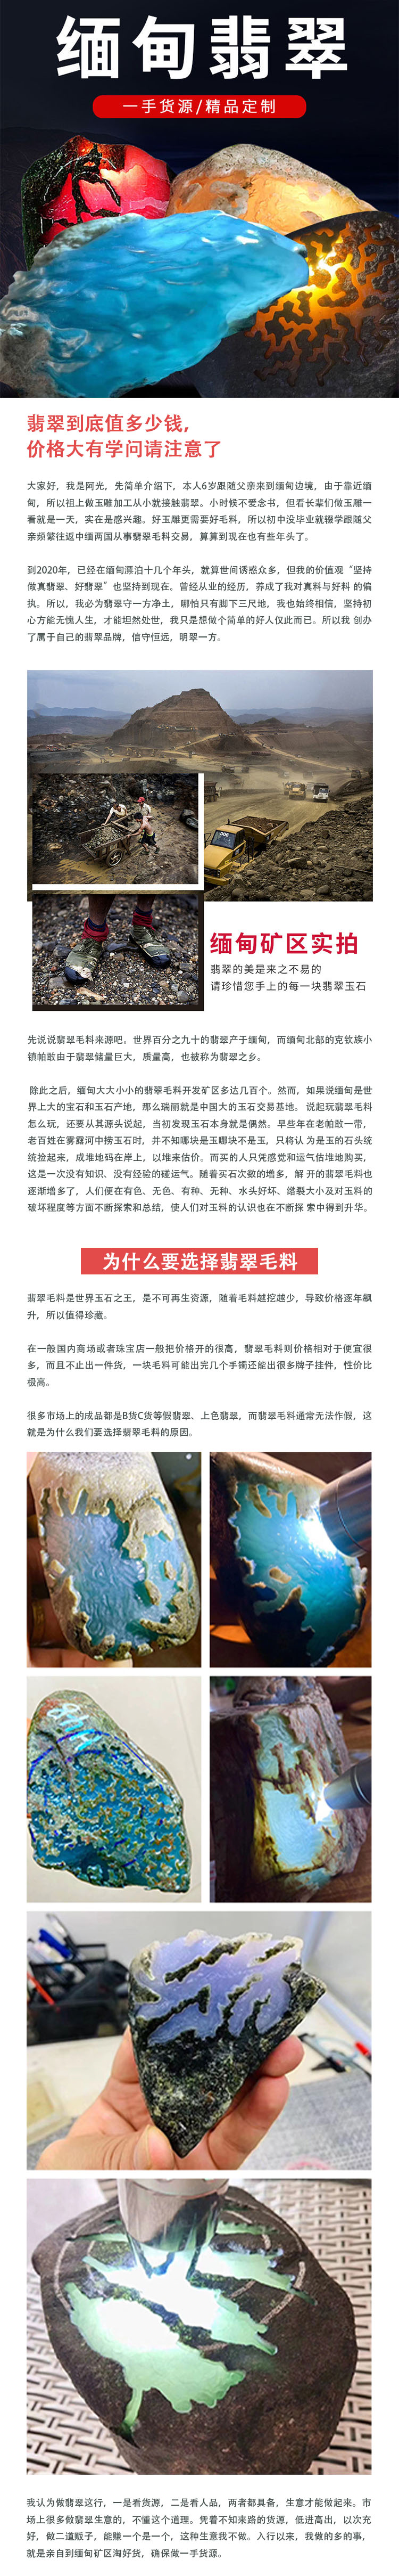 缅甸翡翠
一手货源/精品定制
翡翠到底值多少钱，
价格大有学问请注意了
大家好，我是阿光，先简单介绍下，本人6岁跟随父亲来到缅甸边境，由于靠近缅
甸，所以祖上做玉雕加工从小就接触翡翠。小时候不爱念书，但看长辈们做玉雕一
看就是一天，实在是感兴趣。好玉雕更需要好毛料，所以初中没毕业就辍学跟随父
亲频繁往返中缅两国从事翡翠毛料交易，算算到现在也有些年头了。
到2020年，已经在缅甸漂泊十几个年头，就算世间诱惑众多，但我的价值观“坚持
做真翡翠、好翡翠”也坚持到现在。曾经从业的经历，养成了我对真料与好料 的偏
执。所以，我必为翡翠守一方净土，哪怕只有脚下三尺地，我也始终相信，坚持初
心方能无愧人生，才能坦然处世，我只是想做个简单的好人仅此而已。所以我 创办
了属于自己的翡翠品牌，信守恒远，明翠一方。
缅甸矿区实拍
翡翠的美是来之不易的
请珍惜您手上的每一块翡翠玉石
先说说翡翠毛料来源吧。世界百分之九十的翡翠产于缅甸，而缅甸北部的克钦族小
镇帕敢由于翡翠储量巨大，质量高，也被称为翡翠之乡。
除此之后，缅甸大大小小的翡翠毛料开发矿区多达几百个。然而，如果说缅甸是世
界上大的宝石和玉石产地，那么瑞丽就是中国大的玉石交易基地。 说起玩翡翠毛料
怎么玩，还要从其源头说起，当初发现玉石本身就是偶然。早些年在老帕敢一带，
老百姓在雾露河中捞玉石时，并不知哪块是玉哪块不是玉，只将认 为是玉的石头统
统捡起来，成堆地码在岸上，以堆来估价。而买的人只凭感觉和运气估堆地购买，
这是一次没有知识、没有经验的碰运气。随着买石次数的增多，解 开的翡翠毛料也
逐渐增多了，人们便在有色、无色、有种、无种、水头好坏、绺裂大小及对玉料的
破坏程度等方面不断探索和总结，使人们对玉料的认识也在不断探 索中得到升华。
为什么要选择翡翠毛料
翡翠毛料是世界玉石之王，是不可再生资源，随着毛料越挖越少，导致价格逐年飙
升，所以值得珍藏。
在一般国内商场或者珠宝店一般把价格开的很高，翡翠毛料则价格相对于便宜很
多，而且不止出一件货，一块毛料可能出完几个手镯还能出很多牌子挂件，性价比
极高。
很多市场上的成品都是B货C货等假翡翠、上色翡翠，而翡翠毛料通常无法作假，这
就是为什么我们要选择翡翠毛料的原因。
我认为做翡翠这行，一是看货源，二是看人品，两者都具备，生意才能做起来。市
场上很多做翡翠生意的，不懂这个道理。凭着不知来路的货源，低进高出，以次充
好，做二道贩子，能赚一个是一个，这种生意我不做。入行以来，我做的多的事，
就是亲自到缅甸矿区淘好货，确保做一手货源。